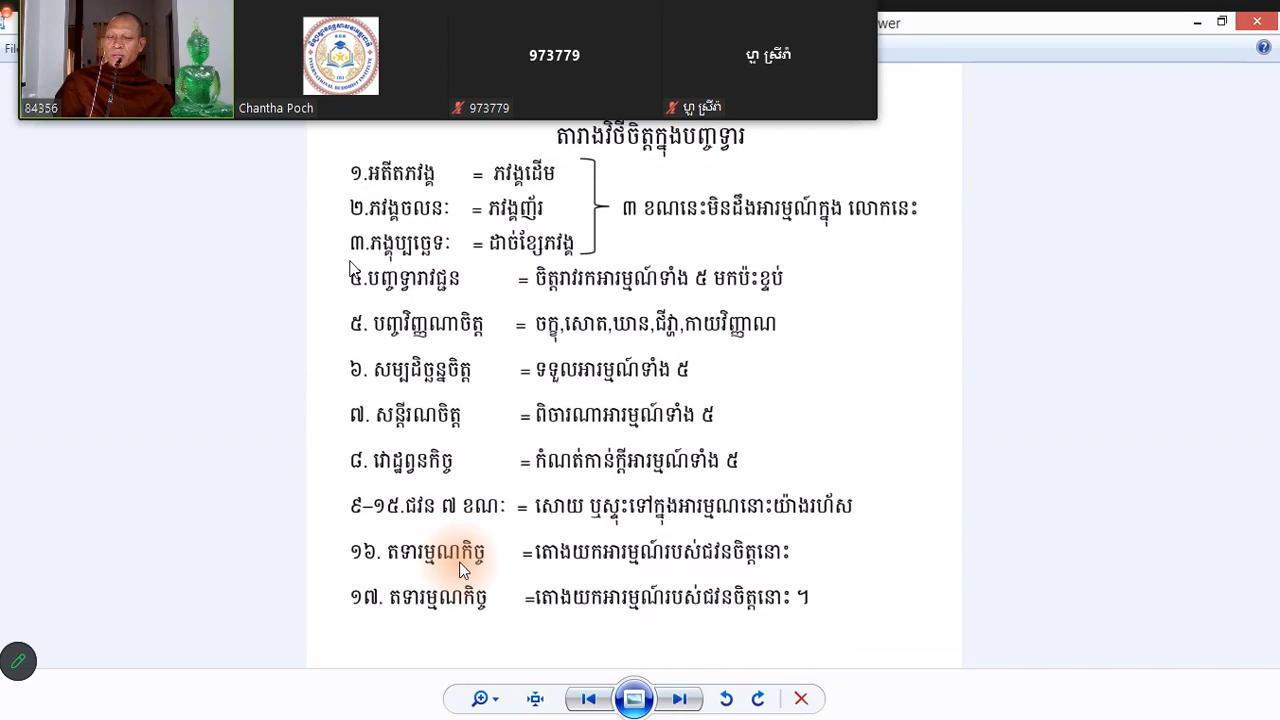 wer
Fil
84356
Chantha Poch
973779
973779
ហួ ស្រីរ៉ា
ហួ ស្រីរ៉ា
INTERNATIONAL BUDDHIST INSTITUTE
តារាងវិថីចិត្តក្នុងបញ្ចទ្វារ
១.អតីតភវង្គ = ភវង្គដើម
២.ភវង្គចលនៈ = ភវង្គញ័រ
៣ ខណនេះមិនដឹងអារម្មណ៍ក្នុង លោកនេះ
៣.ភង្គុប្បច្ឆេទៈ = ដាច់ខ្សែភវង្គ
៤.បញ្ចទ្វារាវជ្ជន = ចិត្តរាវរកអារម្មណ៍ទាំង ៥ មកប៉ះខ្ទប់
៥. បញ្ចវិញ្ញណាចិត្ត = ចក្ខុ,សោត,ឃាន,ជីវ្ហា,កាយវិញ្ញាណ
៦. សម្បដិច្ឆន្នចិត្ត = ទទួលអារម្មណ៍ទាំង ៥
៧. សន្តីរណចិត្ត = ពិចារណាអារម្មណ៍ទាំង ៥
៨. វោដ្ឋព្វនកិច្ច = កំណត់កាន់ក្តីអារម្មណ៍ទាំង ៥
៩–១៥.ជវន ៧ ខណៈ = សោយ ឬស្ទុះទៅក្នុងអារម្មណនោះយ៉ាងរហ័ស
១៦. តទារម្មណកិច្ច =តោងយកអារម្មណ៍របស់ជវនចិត្តនោះ
១៧. តទារម្មណកិច្ច =តោងយកអារម្មណ៍របស់ជវនចិត្តនោះ ។